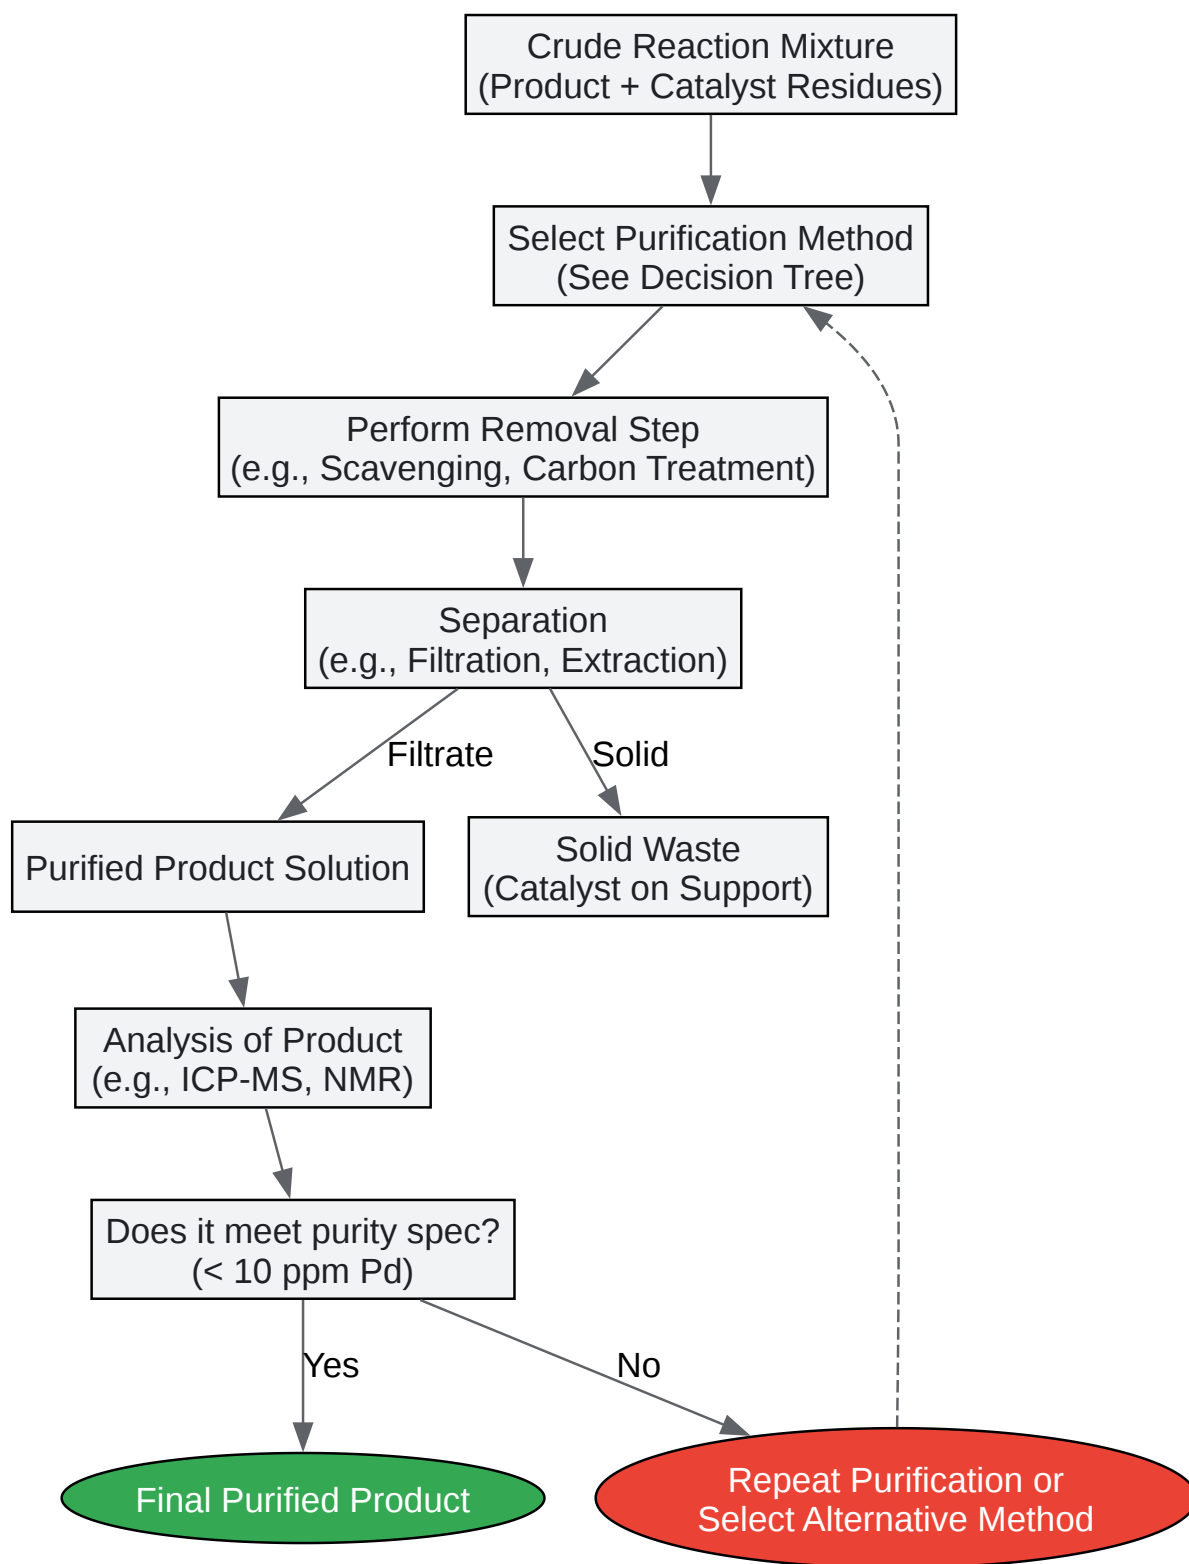 Crude Reaction Mixture
(Product + Catalyst Residues)
Select Purification Method
(See Decision Tree)
Perform Removal Step
(e.g., Scavenging, Carbon Treatment)
Separation
(e.g., Filtration, Extraction)
Filtrate
Solid
Purified Product Solution
Solid Waste
(Catalyst on Support)
Analysis of Product
(e.g., ICP-MS, NMR)
Does it meet purity spec?
(< 10 ppm Pd)
Yes
No
Final Purified Product
Repeat Purification or
Select Alternative Method